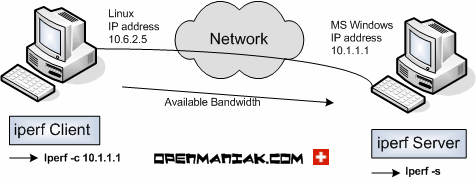 Linux
IP address
10.6.2.5
Network
MS Windows
IP address
10.1.1.1
Available Bandwidth
iperf Client
Iperf -c 10.1.1.1
OPENMANIAK.COM
iperf Server
Iperf -s